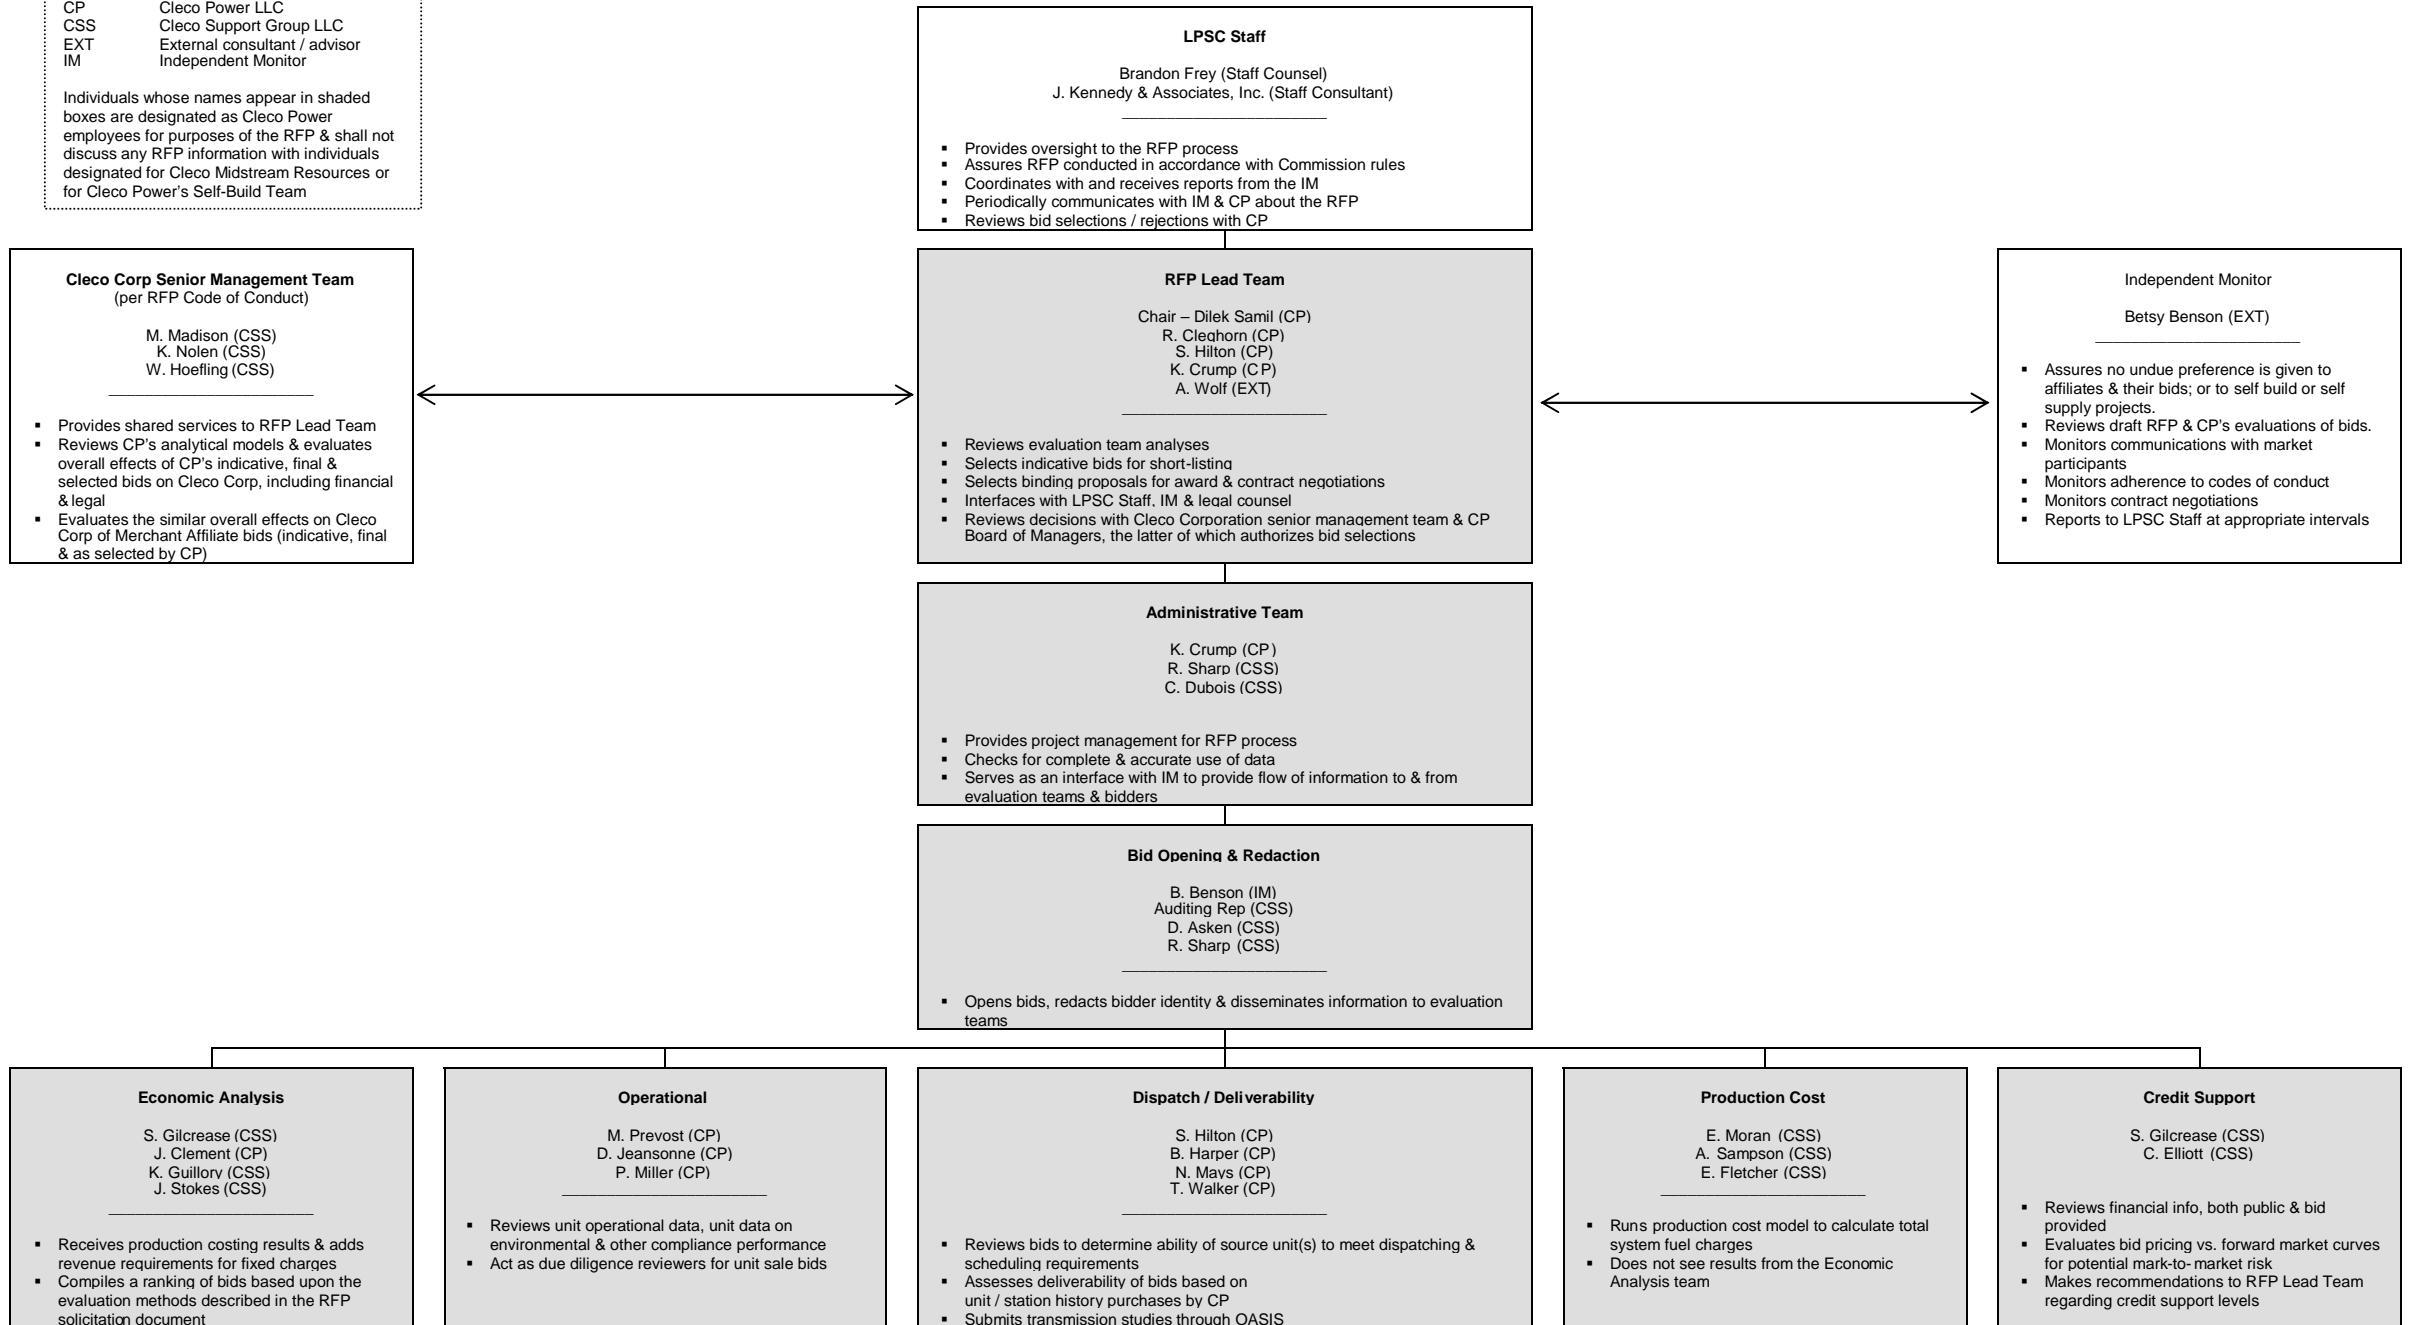 CP Cleco Power LLC
CSS Cleco Support Group LLC
EXT External consultant / advisor
IM Independent Monitor
Individuals whose names appear in shaded
boxes are designated as Cleco Power
employees for purposes of the RFP & shall not
discuss any RFP information with individuals
designated for Cleco Midstream Resources or
for Cleco Power's Self-Build Team
LPSC Staff
Brandon Frey (Staff Counsel)
J. Kennedy & Associates, Inc. (Staff Consultant)
▪ Provides oversight to the RFP process
▪ Assures RFP conducted in accordance with Commission rules
▪ Coordinates with and receives reports from the IM
▪ Periodically communicates with IM & CP about the RFP
▪ Reviews bid selections / rejections with CP
Cleco Corp Senior Management Team
(per RFP Code of Conduct)
M. Madison (CSS)
K. Nolen (CSS)
W. Hoefling (CSS)
▪ Provides shared services to RFP Lead Team
▪ Reviews CP's analytical models & evaluates
overall effects of CP's indicative, final &
selected bids on Cleco Corp, including financial
& legal
▪ Evaluates the similar overall effects on Cleco
Corp of Merchant Affiliate bids (indicative, final
& as selected by CP)
RFP Lead Team
Chair – Dilek Samil (CP)
R. Cleghorn (CP)
S. Hilton (CP)
K. Crump (CP)
A. Wolf (EXT)
▪ Reviews evaluation team analyses
▪ Selects indicative bids for short-listing
▪ Selects binding proposals for award & contract negotiations
▪ Interfaces with LPSC Staff, IM & legal counsel
▪ Reviews decisions with Cleco Corporation senior management team & CP
Board of Managers, the latter of which authorizes bid selections
Independent Monitor
Betsy Benson (EXT)
▪ Assures no undue preference is given to
affiliates & their bids; or to self build or self
supply projects.
▪ Reviews draft RFP & CP's evaluations of bids.
▪ Monitors communications with market
participants
▪ Monitors adherence to codes of conduct
▪ Monitors contract negotiations
▪ Reports to LPSC Staff at appropriate intervals
Administrative Team
K. Crump (CP)
R. Sharp (CSS)
C. Dubois (CSS)
▪ Provides project management for RFP process
▪ Checks for complete & accurate use of data
▪ Serves as an interface with IM to provide flow of information to & from
evaluation teams & bidders
Bid Opening & Redaction
B. Benson (IM)
Auditing Rep (CSS)
D. Asken (CSS)
R. Sharp (CSS)
▪ Opens bids, redacts bidder identity & disseminates information to evaluation
teams
Economic Analysis
S. Gilcrease (CSS)
J. Clement (CP)
K. Guillory (CSS)
J. Stokes (CSS)
▪ Receives production costing results & adds
revenue requirements for fixed charges
▪ Compiles a ranking of bids based upon the
evaluation methods described in the RFP
solicitation document
Operational
M. Prevost (CP)
D. Jeansonne (CP)
P. Miller (CP)
▪ Reviews unit operational data, unit data on
environmental & other compliance performance
▪ Act as due diligence reviewers for unit sale bids
Dispatch / Deliverability
S. Hilton (CP)
B. Harper (CP)
N. Mays (CP)
T. Walker (CP)
▪ Reviews bids to determine ability of source unit(s) to meet dispatching &
scheduling requirements
▪ Assesses deliverability of bids based on
unit / station history purchases by CP
▪ Submits transmission studies through OASIS
Production Cost
E. Moran (CSS)
A. Sampson (CSS)
E. Fletcher (CSS)
▪ Runs production cost model to calculate total
system fuel charges
▪ Does not see results from the Economic
Analysis team
Credit Support
S. Gilcrease (CSS)
C. Elliott (CSS)
▪ Reviews financial info, both public & bid
provided
▪ Evaluates bid pricing vs. forward market curves
for potential mark-to-market risk
▪ Makes recommendations to RFP Lead Team
regarding credit support levels